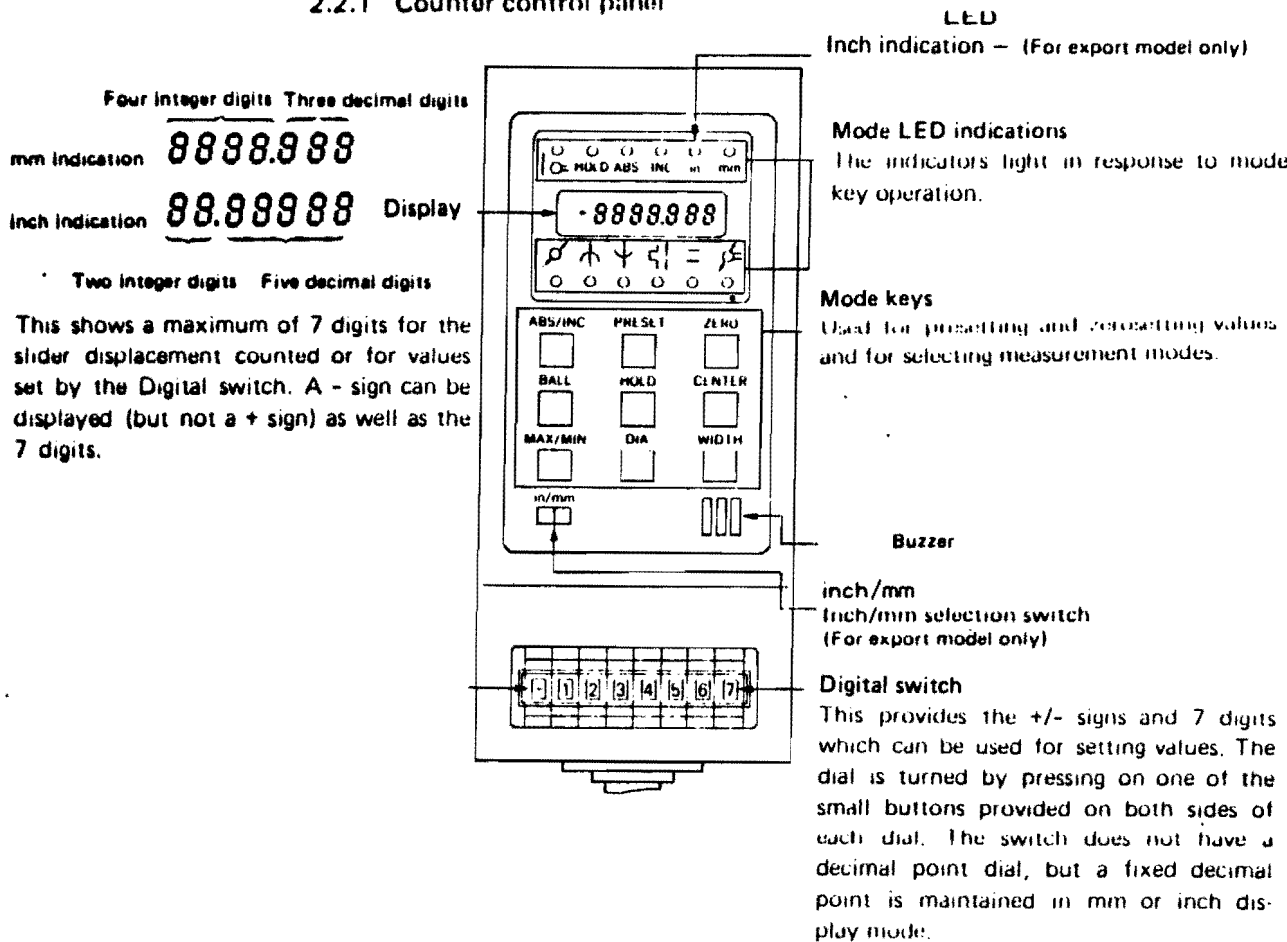 2.2.1 Counter control panel
LED
Inch indication – (For export model only)
Four integer digits Three decimal digits
mm indication 8888.888
inch indication 88.88888
Two integer digits Five decimal digits
Display
This shows a maximum of 7 digits for the
slider displacement counted or for values
set by the Digital switch. A - sign can be
displayed (but not a + sign) as well as the
7 digits.
HOLD ABS INC in mm
-8888.888
ABS/INC PRESET ZERO
BALL HOLD CENTER
MAX/MIN DIA WIDTH
in/mm
[-] [1] [2] [3] [4] [5] [6] [7]
Mode LED indications
The indicators light in response to mode
key operation.
Mode keys
Used for presetting and zerosetting values
and for selecting measurement modes.
Buzzer
inch/mm
Inch/mm selection switch
(For export model only)
Digital switch
This provides the +/- signs and 7 digits
which can be used for setting values. The
dial is turned by pressing on one of the
small buttons provided on both sides of
each dial. The switch does not have a
decimal point dial, but a fixed decimal
point is maintained in mm or inch dis-
play mode.